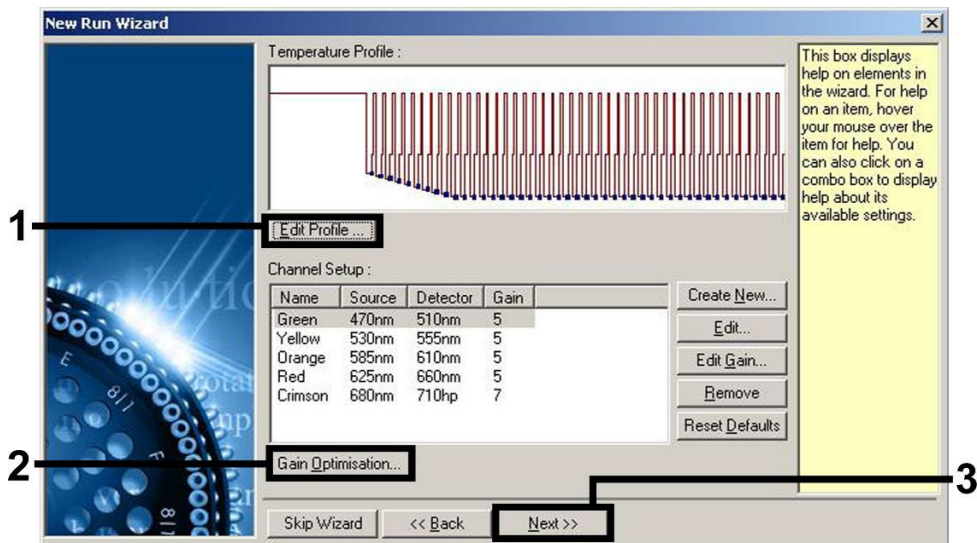 New Run Wizard
Temperature Profile :
This box displays
help on elements in
the wizard. For help
on an item, hover
your mouse over the
item for help. You
can also click on a
combo box to display
help about its
available settings.
1
Edit Profile ...
Channel Setup :
Name Source Detector Gain
Green 470nm 510nm 5
Yellow 530nm 555nm 5
Orange 585nm 610nm 5
Red 625nm 660nm 5
Crimson 680nm 710hp 7
Create New...
Edit...
Edit Gain...
Remove
Reset Defaults
2
Gain Optimisation...
3
Skip Wizard
<< Back
Next >>